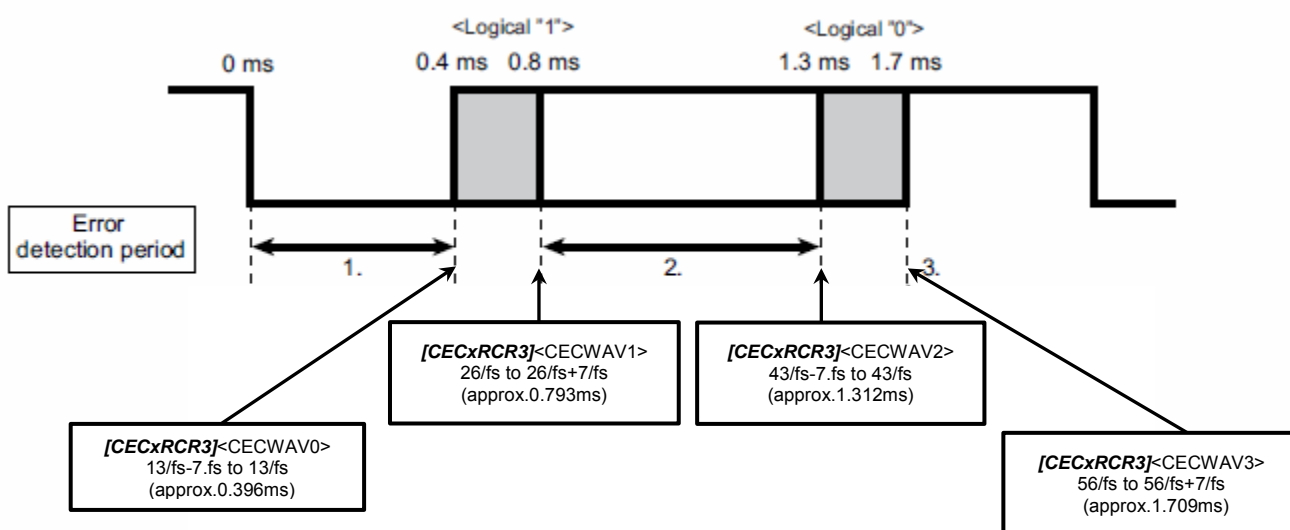 <Logical "1">
<Logical "0">
0 ms
0.4 ms
0.8 ms
1.3 ms
1.7 ms
Error
detection period
1.
2.
3.
[CECxRCR3]<CECWAV1>
26/fs to 26/fs+7/fs
(approx.0.793ms)
[CECxRCR3]<CECWAV2>
43/fs-7.fs to 43/fs
(approx.1.312ms)
[CECxRCR3]<CECWAV0>
13/fs-7.fs to 13/fs
(approx.0.396ms)
[CECxRCR3]<CECWAV3>
56/fs to 56/fs+7/fs
(approx.1.709ms)